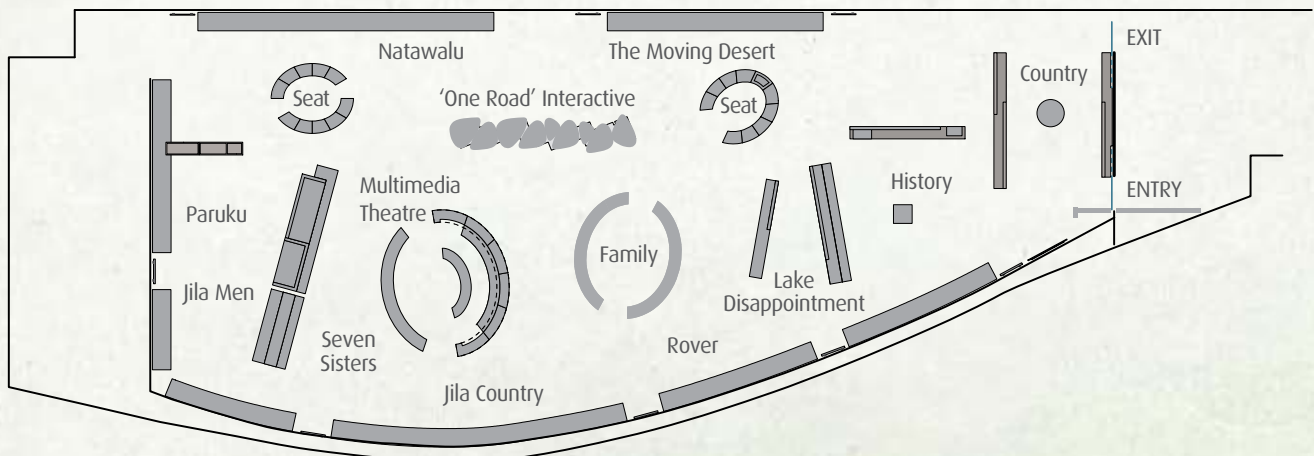 EXIT
Natawalu
The Moving Desert
Country
Seat
'One Road' Interactive
Seat
Multimedia
Theatre
History
ENTRY
Paruku
Family
Jila Men
Lake
Disappointment
Seven
Sisters
Rover
Jila Country